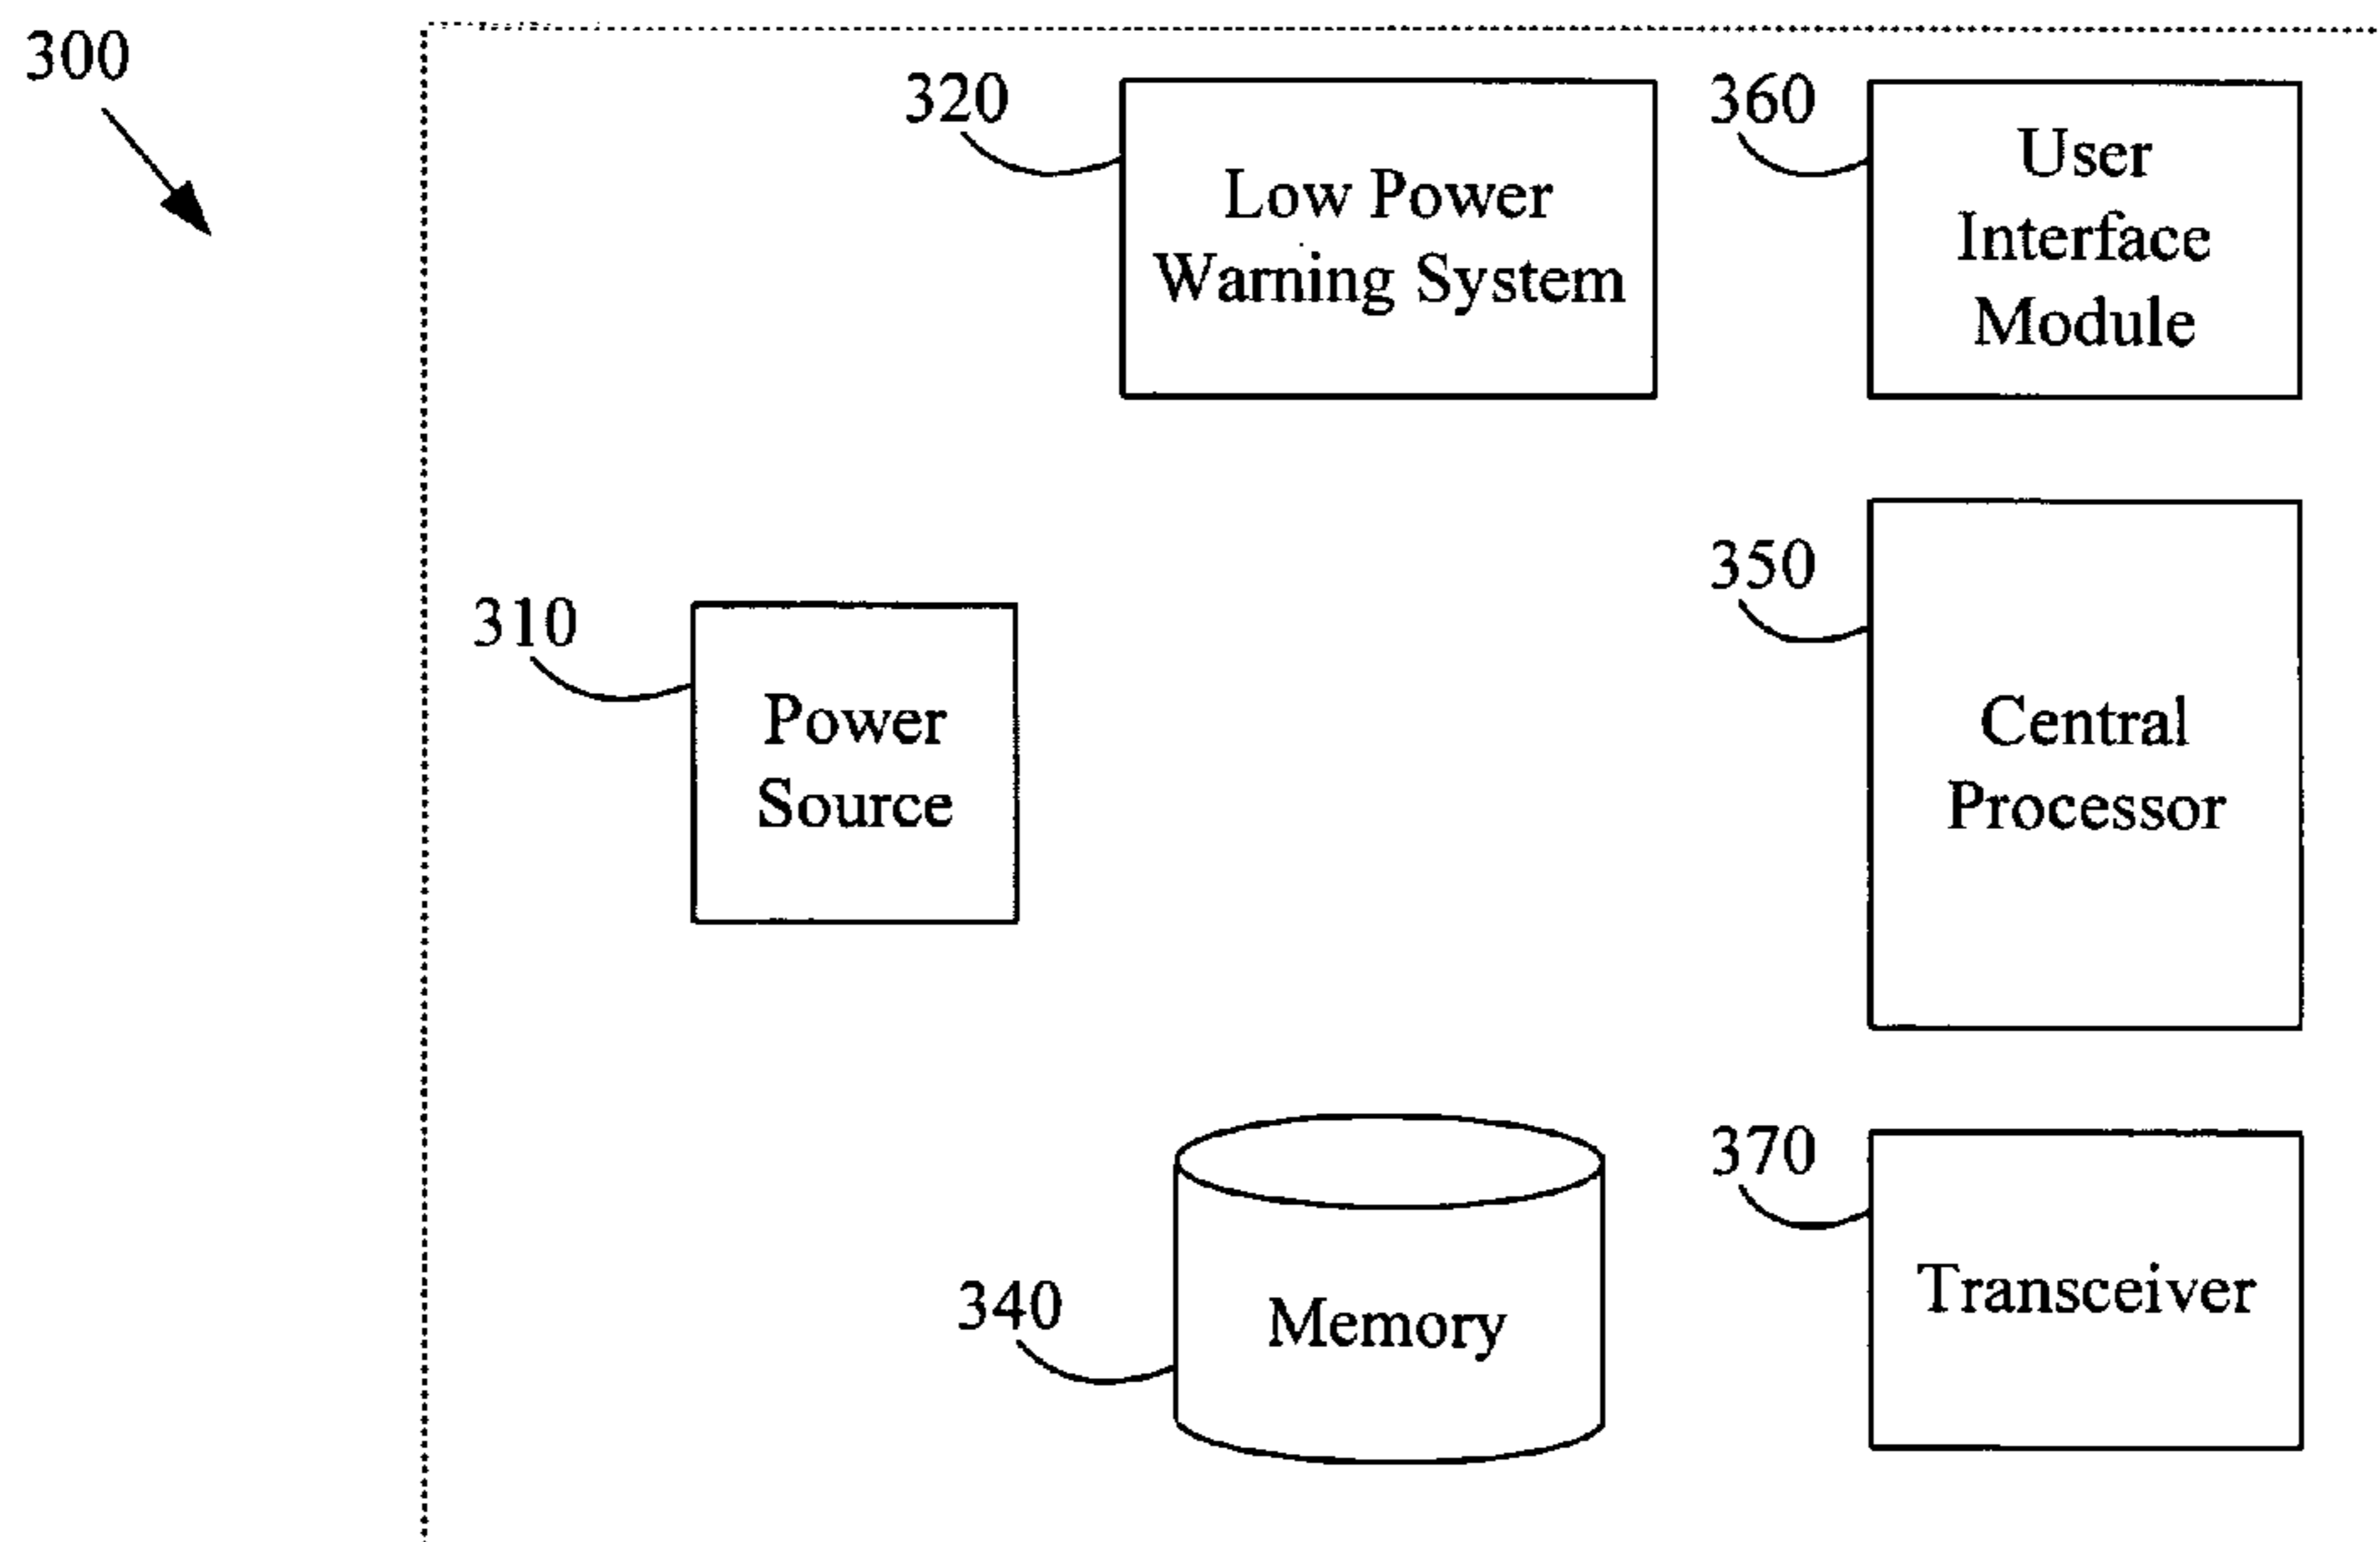 300
320
Low Power
Warning System
360
User
Interface
Module
310
Power
Source
350
Central
Processor
340
Memory
370
Transceiver